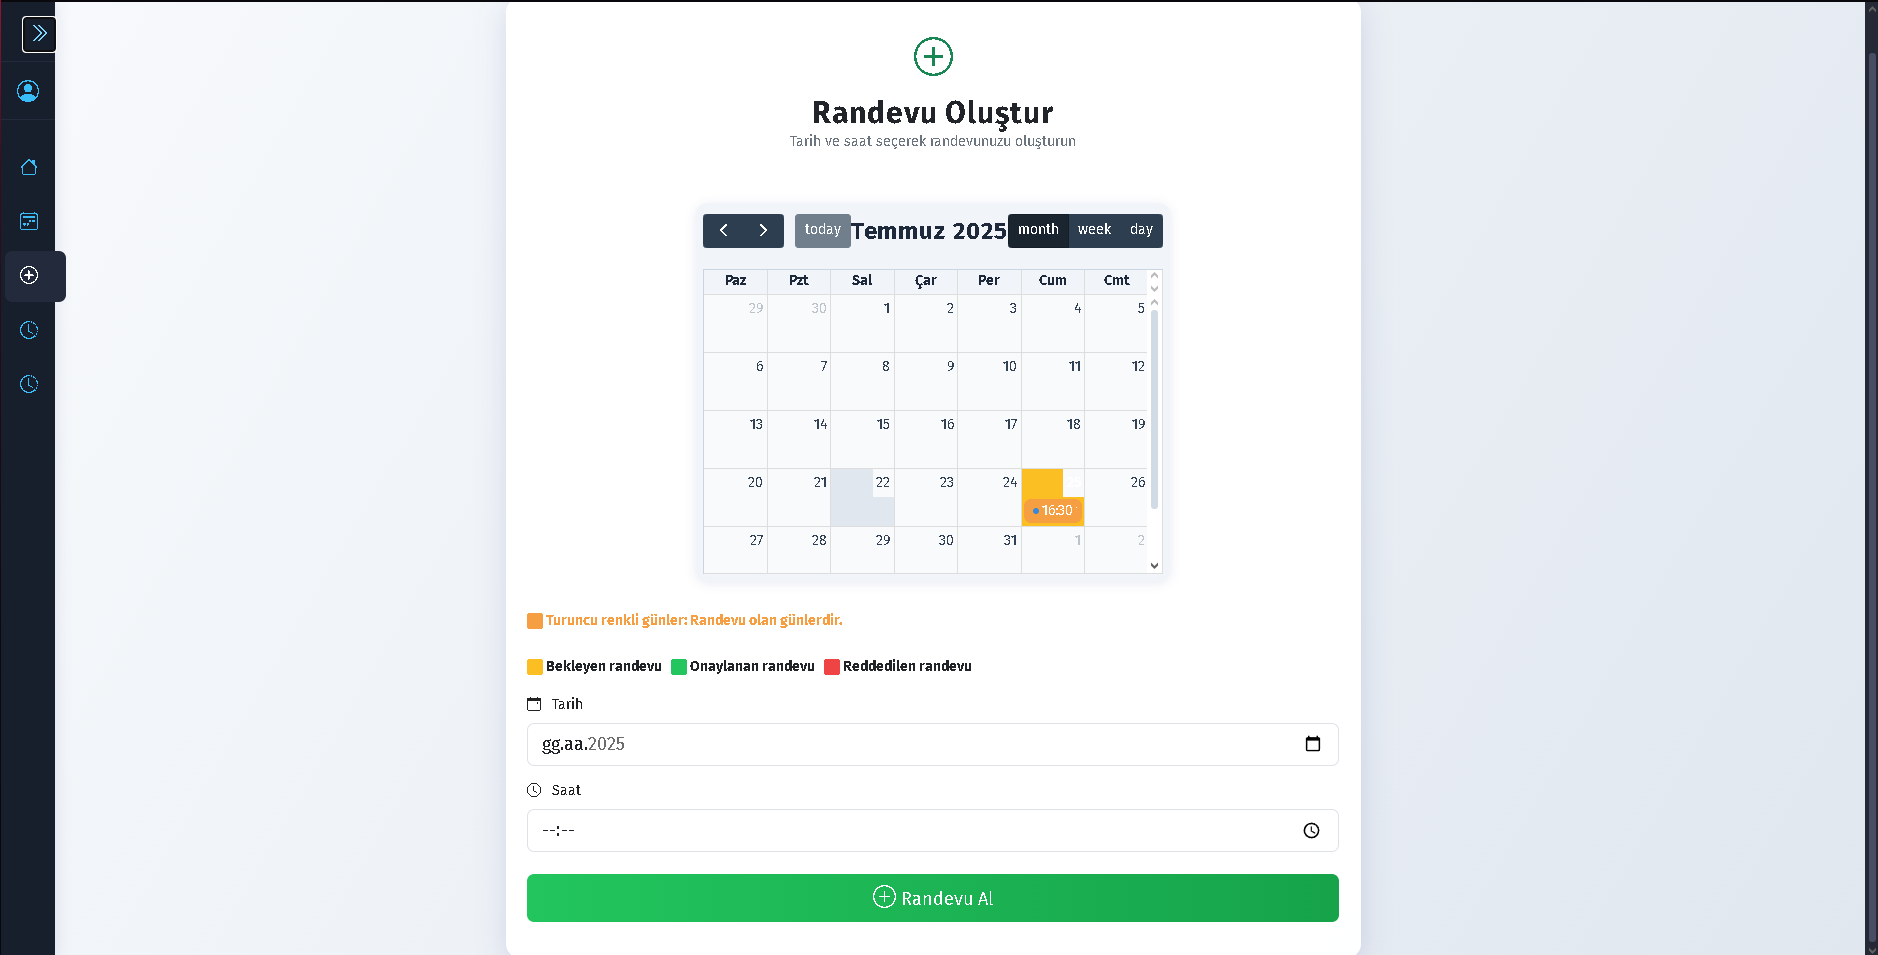 Randevu Oluştur
Tarih ve saat seçerek randevunuzu oluşturun
today Temmuz 2025 month week day
Paz Pzt Sal Çar Per Cum Cmt
29 30 1 2 3 4 5
6 7 8 9 10 11 12
13 14 15 16 17 18 19
20 21 22 23 24 26
16:30
27 28 29 30 31 1 2
Turuncu renkli günler: Randevu olan günlerdir.
Bekleyen randevu Onaylanan randevu Reddedilen randevu
Tarih
gg.aa.2025
Saat
--:--
Randevu Al